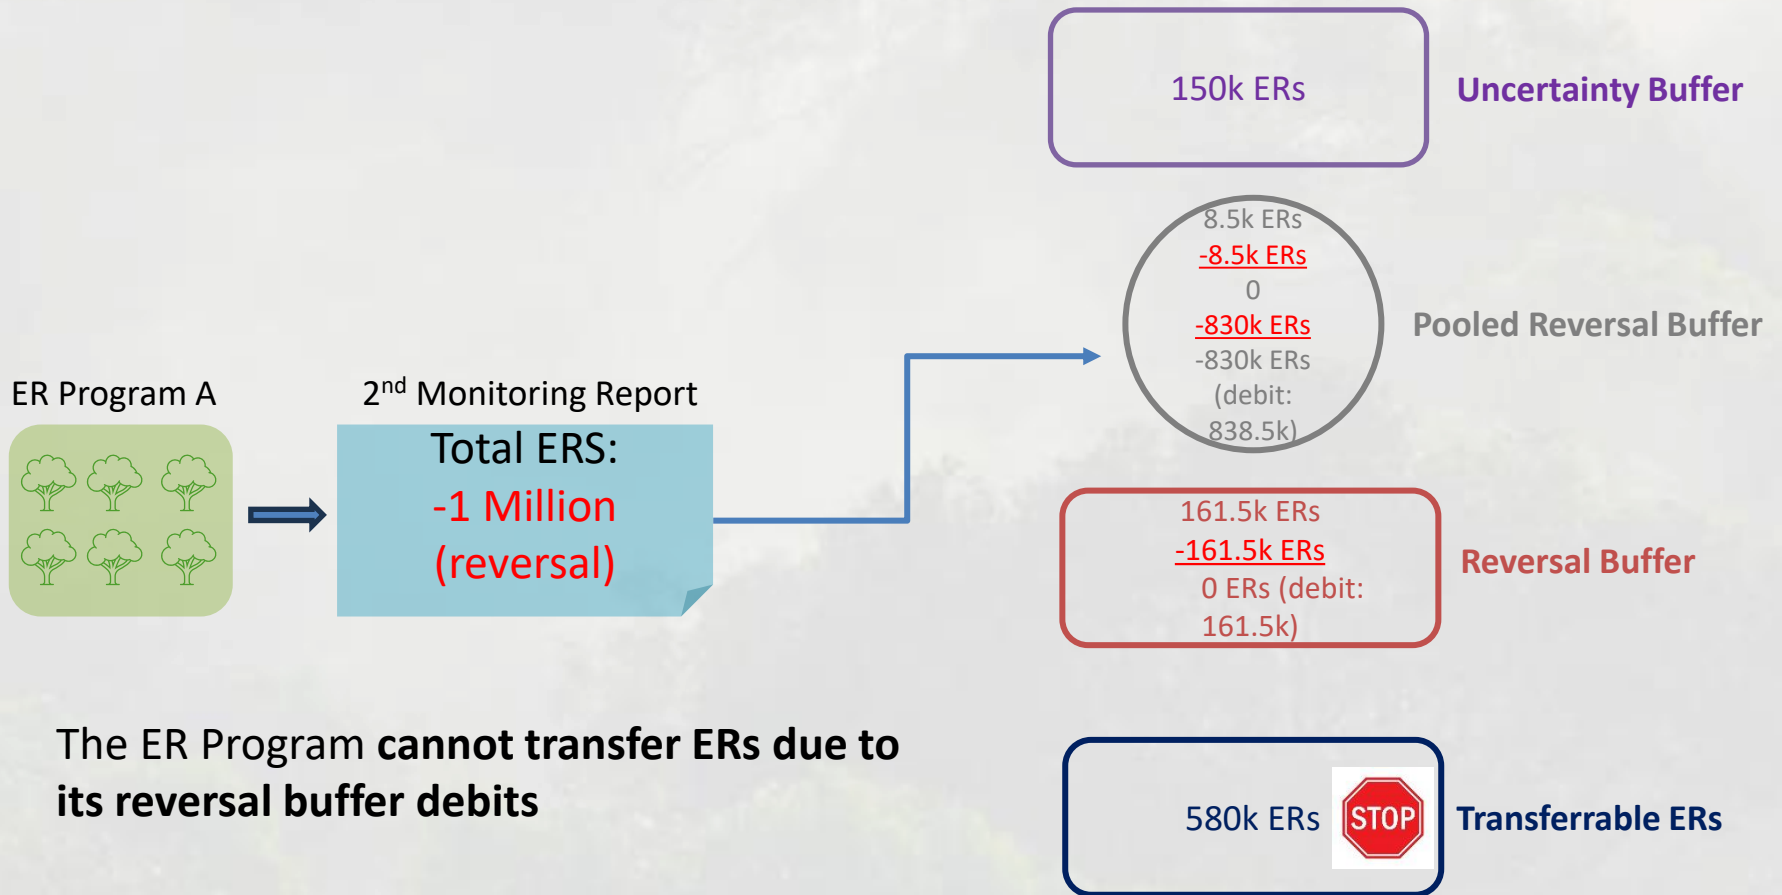 150k ERs
Uncertainty Buffer
8.5k ERs
-8.5k ERs
0
-830k ERs
-830k ERs
(debit:
838.5k)
Pooled Reversal Buffer
ER Program A
2nd Monitoring Report
Total ERS:
-1 Million
(reversal)
161.5k ERs
-161.5k ERs
0 ERs (debit:
161.5k)
Reversal Buffer
The ER Program cannot transfer ERs due to
its reversal buffer debits
580k ERs
STOP
Transferrable ERs